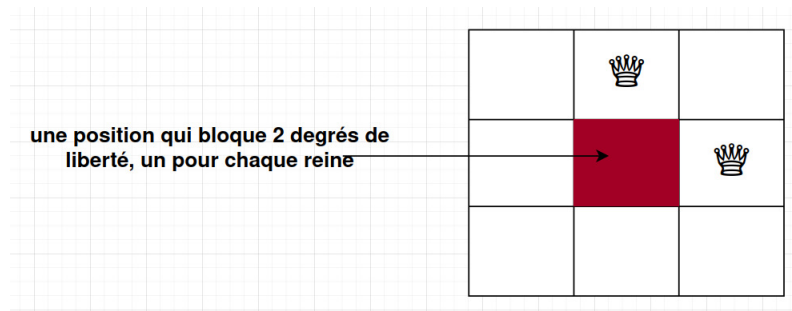 une position qui bloque 2 degrés de
liberté, un pour chaque reine